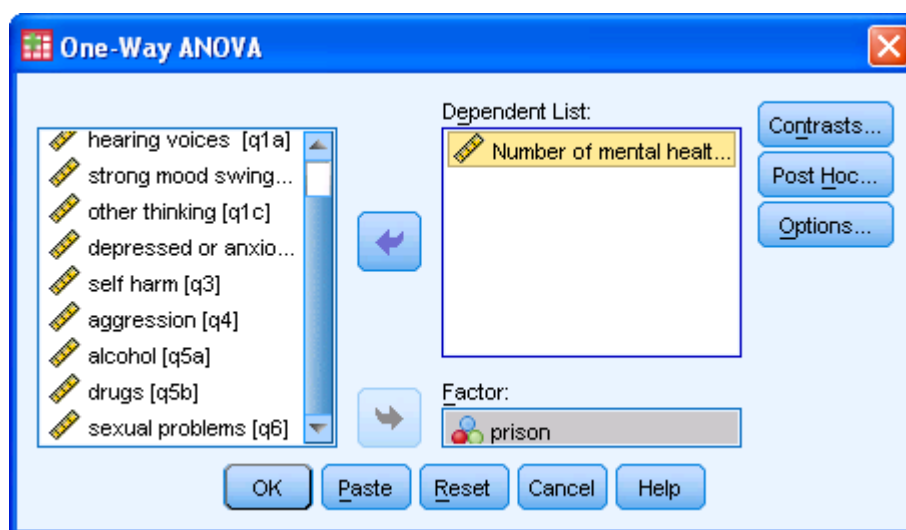 One-Way ANOVA
hearing voices [q1a]
strong mood swing...
other thinking [q1c]
depressed or anxio...
self harm [q3]
aggression [q4]
alcohol [q5a]
drugs [q5b]
sexual problems [q6]
Dependent List:
Number of mental healt...
Factor:
prison
Contrasts...
Post Hoc...
Options...
OK
Paste
Reset
Cancel
Help